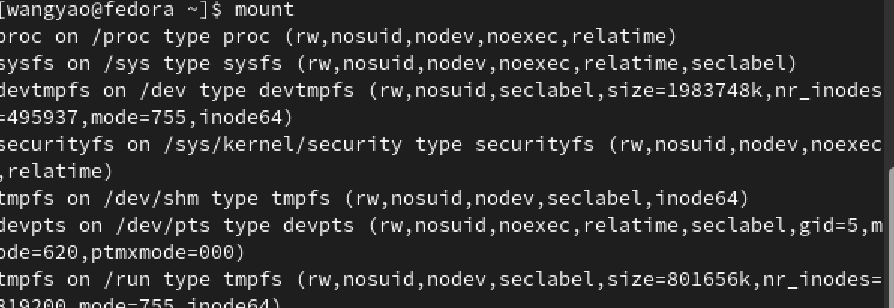 [wangyao@fedora ~]$ mount
proc on /proc type proc (rw,nosuid,nodev,noexec,relatime)
sysfs on /sys type sysfs (rw,nosuid,nodev,noexec,relatime,seclabel)
devtmpfs on /dev type devtmpfs (rw,nosuid,seclabel,size=1983748k,nr_inodes
=495937,mode=755,inode64)
securityfs on /sys/kernel/security type securityfs (rw,nosuid,nodev,noexec
,relatime)
tmpfs on /dev/shm type tmpfs (rw,nosuid,nodev,seclabel,inode64)
devpts on /dev/pts type devpts (rw,nosuid,noexec,relatime,seclabel,gid=5,m
ode=620,ptmxmode=000)
tmpfs on /run type tmpfs (rw,nosuid,nodev,seclabel,size=801656k,nr_inodes=
819200,mode=755,inode64)